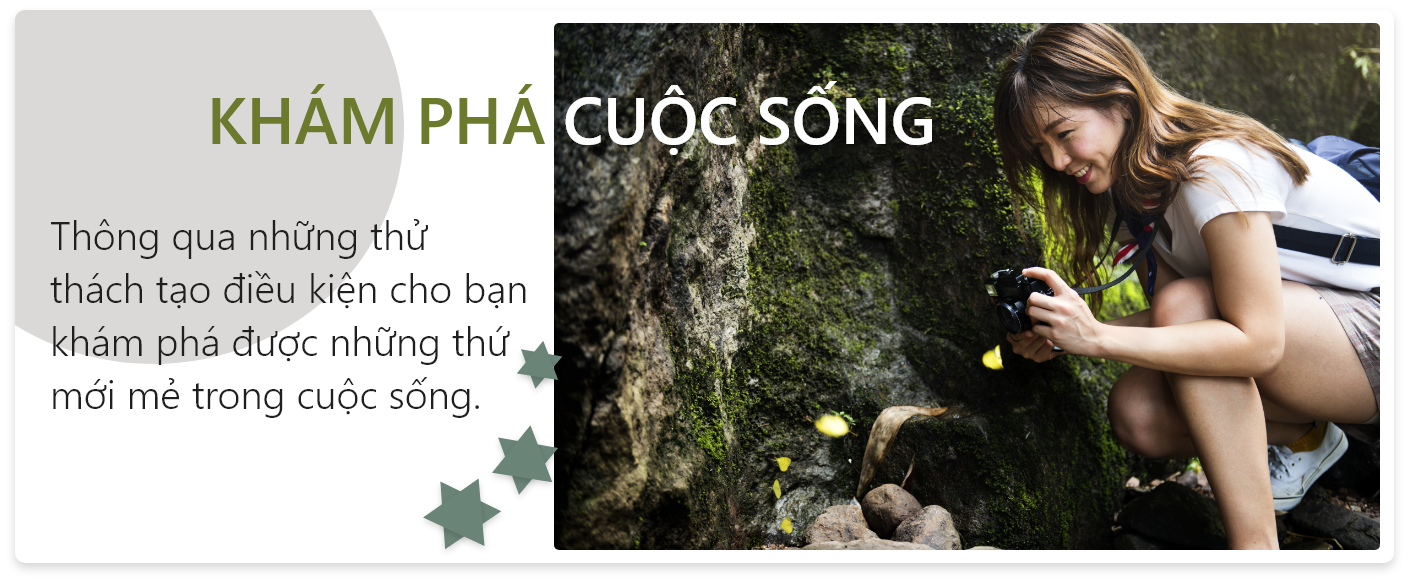 KHÁM PHÁ CUỘC SỐNG
Thông qua những thử
thách tạo điều kiện cho bạn
khám phá được những thứ
mới mẻ trong cuộc sống.